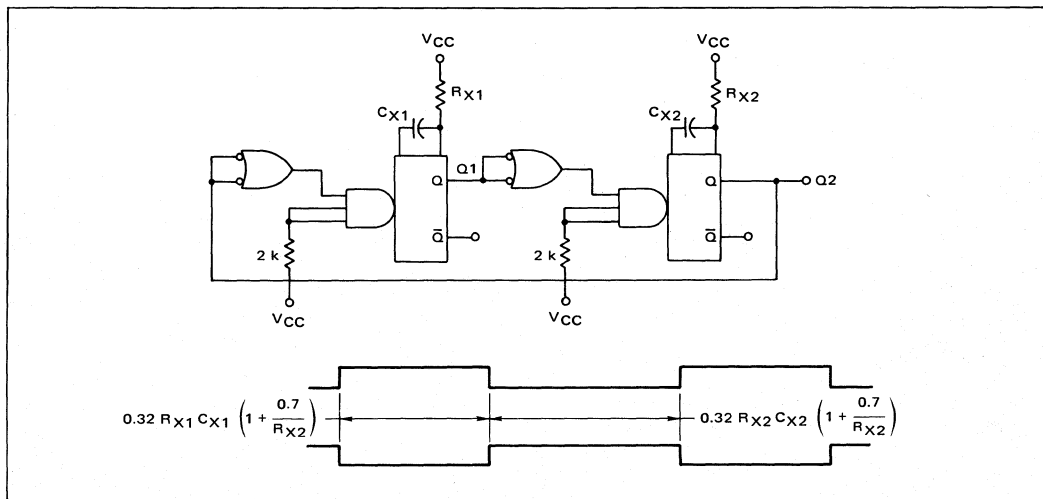 VCC
VCC
RX1
RX2
CX1
CX2
Q1
Q
Q
Q2
Q̅
Q̅
2 k
2 k
VCC
VCC
0.32 RX1 CX1 (1 + 0.7/RX2)
0.32 RX2 CX2 (1 + 0.7/RX2)